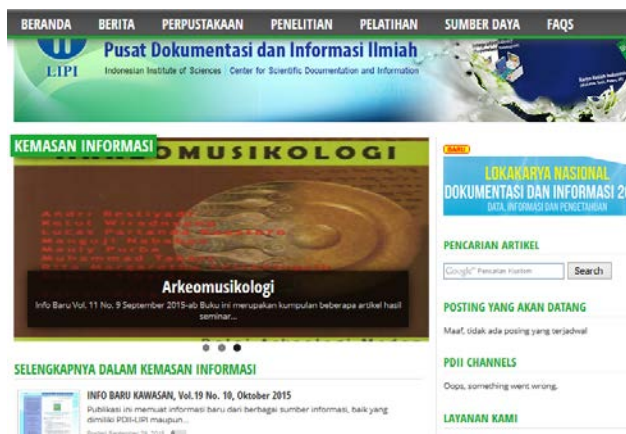 BERANDA BERITA PERPUSTAKAAN PENELITIAN PELATIHAN SUMBER DAYA FAQS
LIPI
Pusat Dokumentasi dan Informasi Ilmiah
Indonesian Institute of Sciences | Center for Scientific Documentation and Information
KEMASAN INFORMASI
OMUSIKOLOGI
Arkeomusikologi
Info Baru Vol. 11 No. 9 September 2015-ab Buku ini merupakan kumpulan beberapa artikel hasil
seminar...
SELENGKAPNYA DALAM KEMASAN INFORMASI
INFO BARU KAWASAN, Vol.19 No. 10, Oktober 2015
Publikasi ini memuat informasi baru dari berbagai sumber informasi, baik yang
dimiliki PDII-LIPI maupun...
BARU
LOKAKARYA NASIONAL
DOKUMENTASI DAN INFORMASI 2
DATA, INFORMASI DAN PENGETAHUAN
PENCARIAN ARTIKEL
Google Search
POSTING YANG AKAN DATANG
Maaf, tidak ada posing yang terjadwal
PDII CHANNELS
Oops, something went wrong.
LAYANAN KAMI